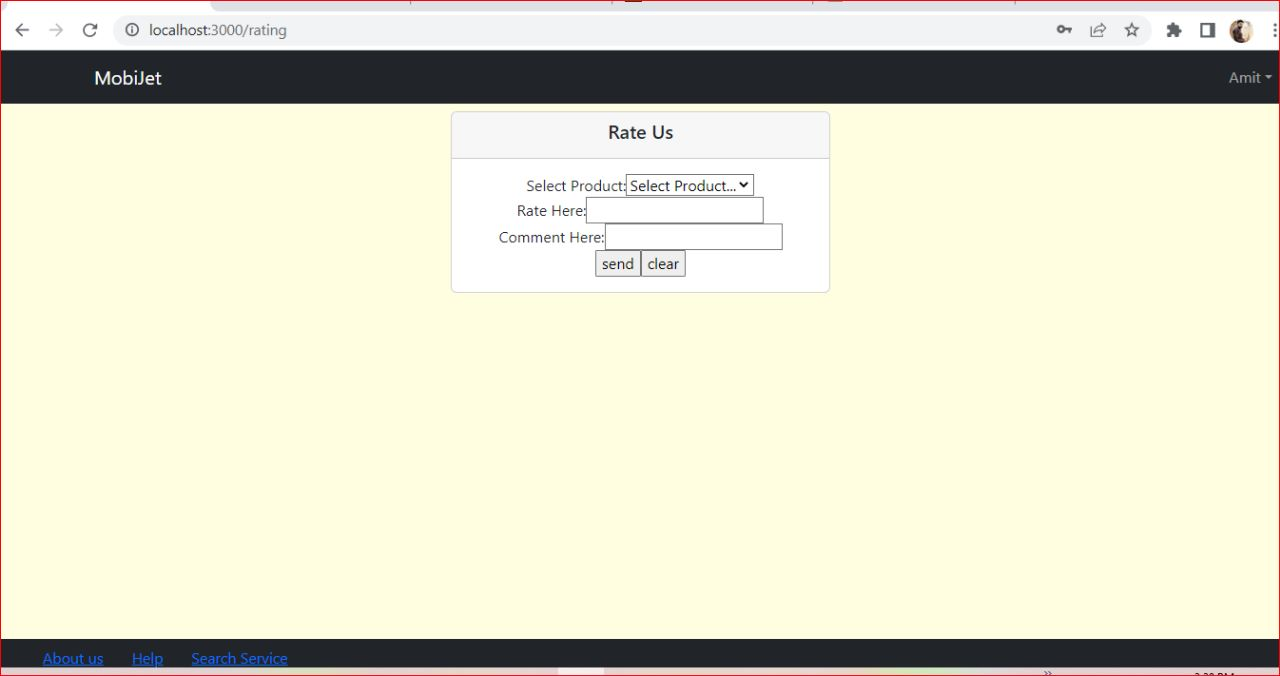 localhost:3000/rating
MobiJet
Amit
Rate Us
Select Product:Select Product...
Rate Here:
Comment Here:
send clear
About us Help Search Service